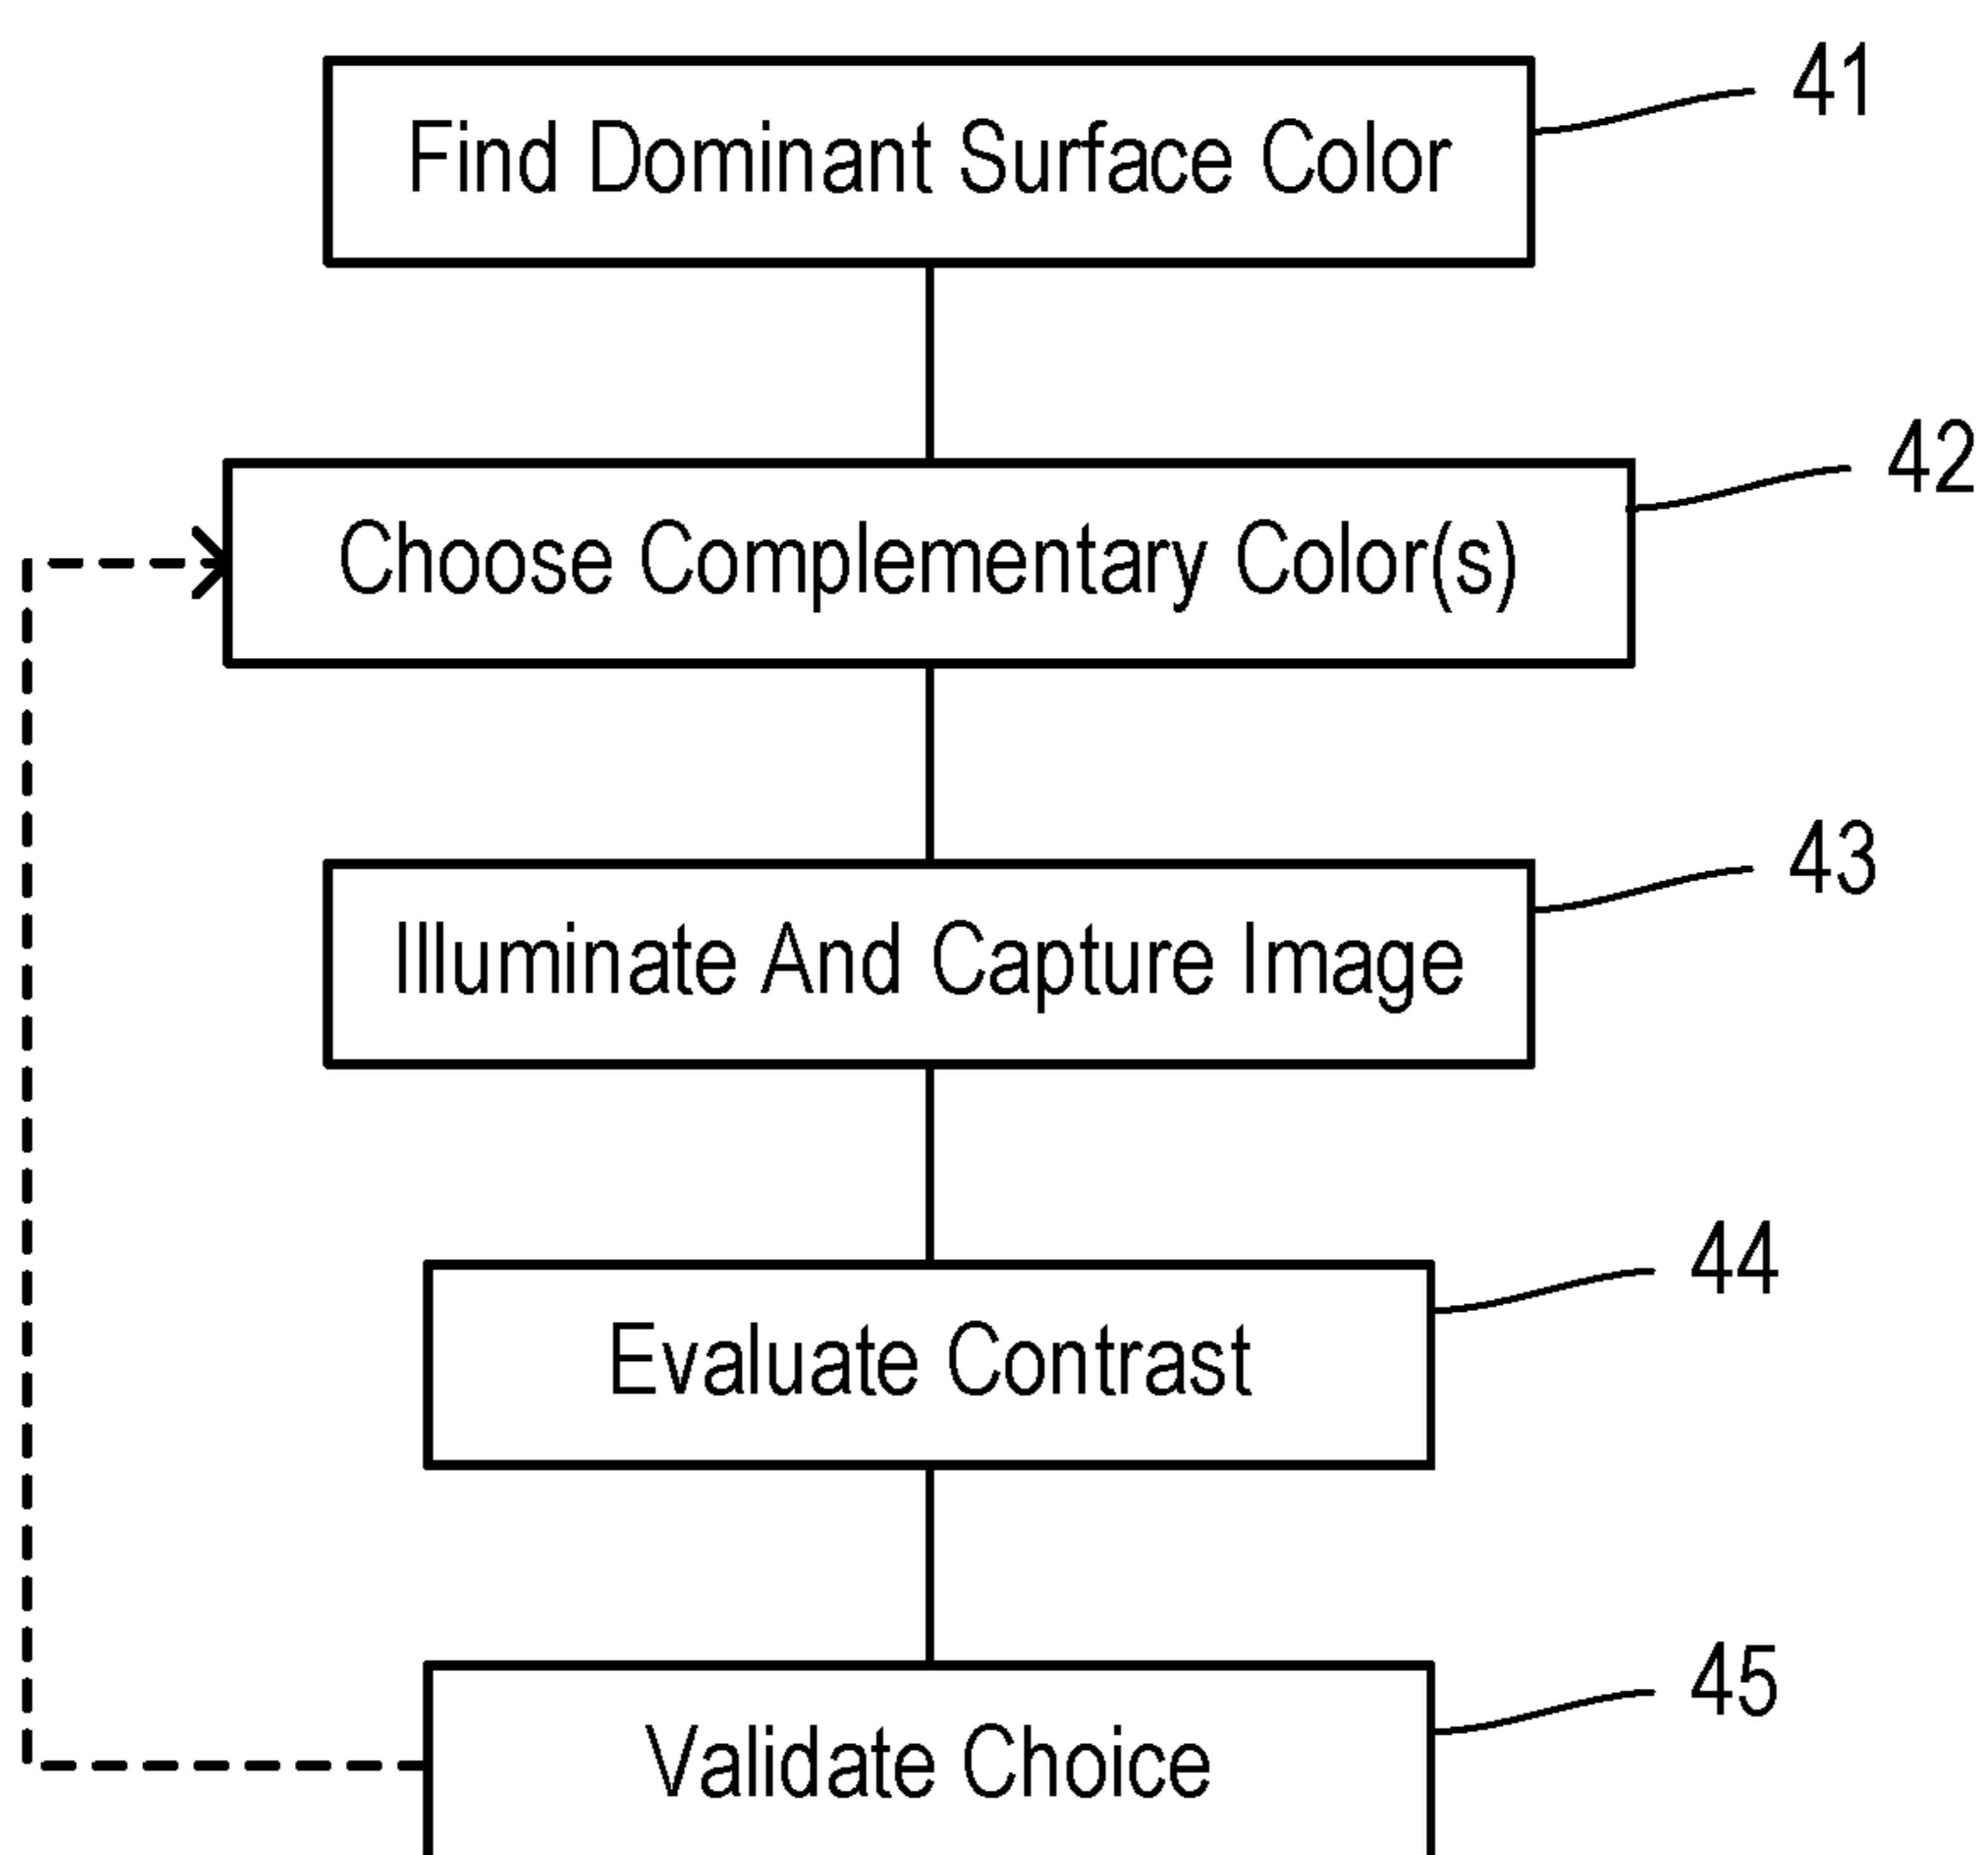 Find Dominant Surface Color
41
Choose Complementary Color(s)
42
Illuminate And Capture Image
43
Evaluate Contrast
44
Validate Choice
45